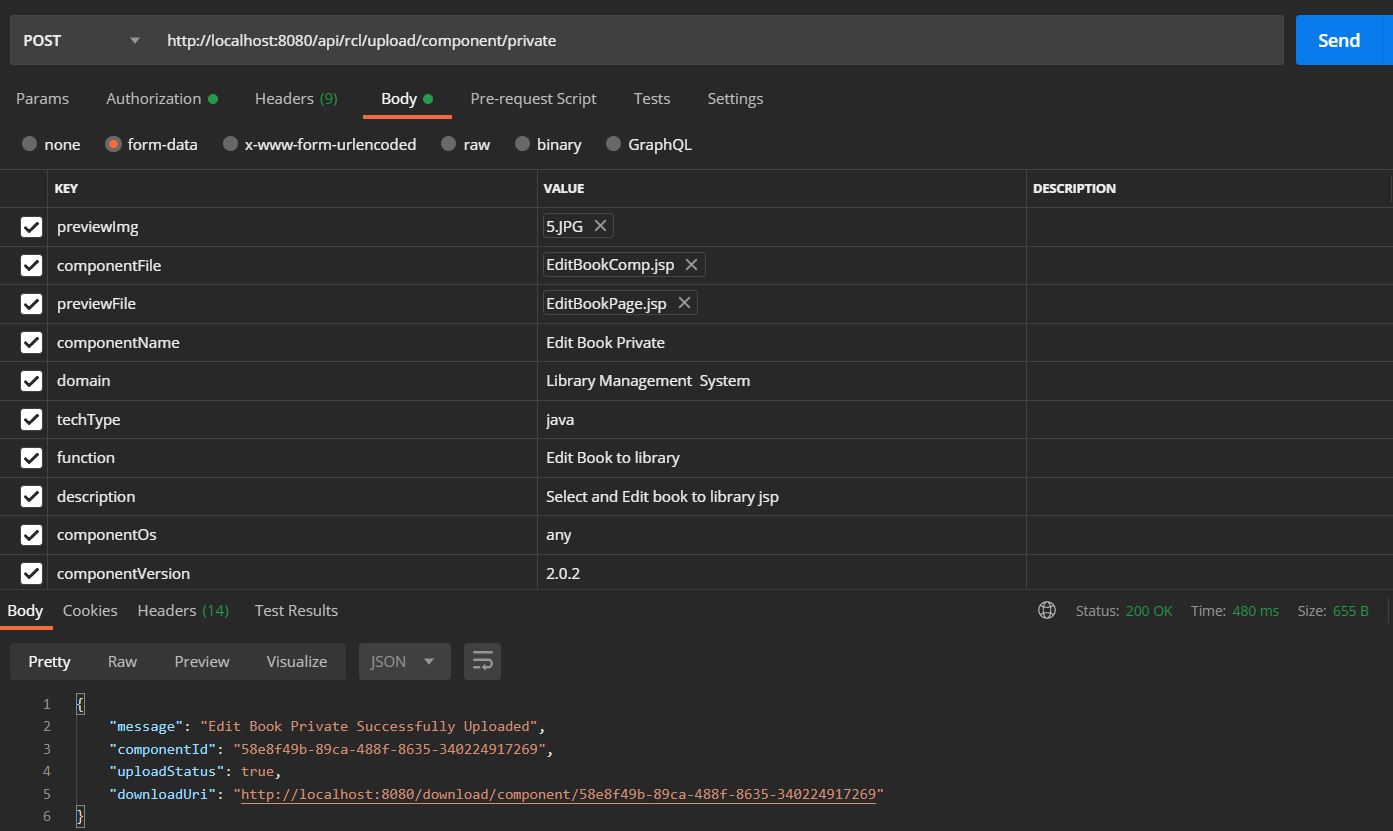 POST http://localhost:8080/api/rcl/upload/component/private Send
Params Authorization Headers (9) Body Pre-request Script Tests Settings
none form-data x-www-form-urlencoded raw binary GraphQL
KEY VALUE DESCRIPTION
previewImg 5.JPG
componentFile EditBookComp.jsp
previewFile EditBookPage.jsp
componentName Edit Book Private
domain Library Management  System
techType java
function Edit Book to library
description Select and Edit book to library jsp
componentOs any
componentVersion 2.0.2
Body Cookies Headers (14) Test Results Status: 200 OK Time: 480 ms Size: 655 B
Pretty Raw Preview Visualize JSON
1 {
2 "message": "Edit Book Private Successfully Uploaded",
3 "componentId": "58e8f49b-89ca-488f-8635-340224917269",
4 "uploadStatus": true,
5 "downloadUri": "http://localhost:8080/download/component/58e8f49b-89ca-488f-8635-340224917269"
6 }